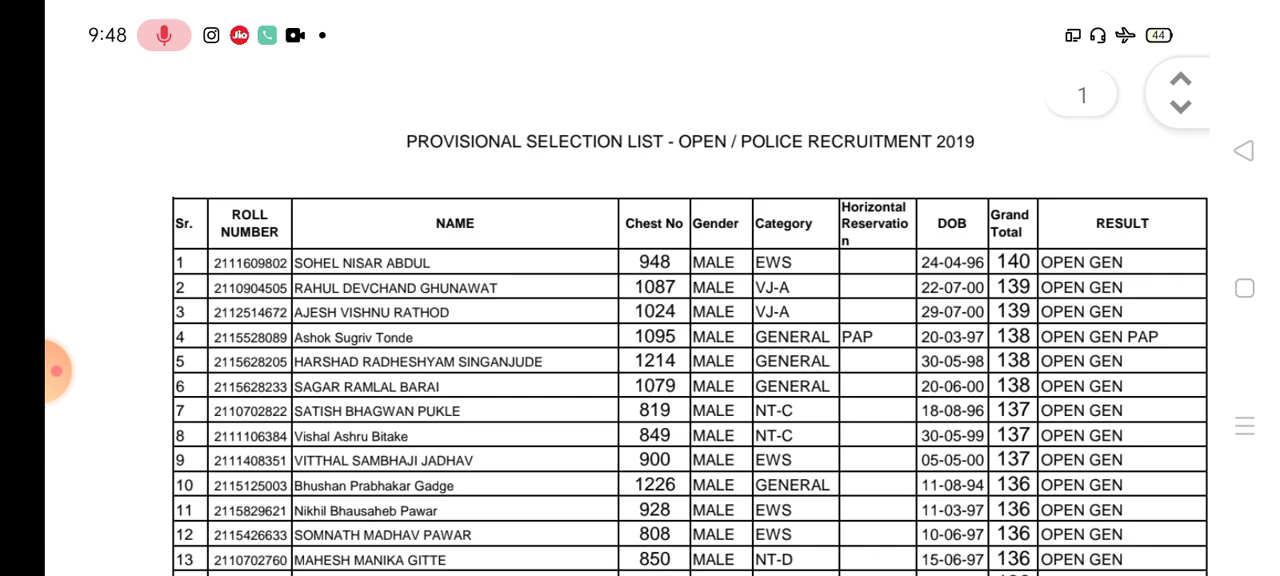 9:48 Jio 44
1
PROVISIONAL SELECTION LIST - OPEN / POLICE RECRUITMENT 2019
Sr. ROLL NUMBER NAME Chest No Gender Category Horizontal Reservatio n DOB Grand Total RESULT
1 2111609802 SOHEL NISAR ABDUL 948 MALE EWS 24-04-96 140 OPEN GEN
2 2110904505 RAHUL DEVCHAND GHUNAWAT 1087 MALE VJ-A 22-07-00 139 OPEN GEN
3 2112514672 AJESH VISHNU RATHOD 1024 MALE VJ-A 29-07-00 139 OPEN GEN
4 2115528089 Ashok Sugriv Tonde 1095 MALE GENERAL PAP 20-03-97 138 OPEN GEN PAP
5 2115628205 HARSHAD RADHESHYAM SINGANJUDE 1214 MALE GENERAL 30-05-98 138 OPEN GEN
6 2115628233 SAGAR RAMLAL BARAI 1079 MALE GENERAL 20-06-00 138 OPEN GEN
7 2110702822 SATISH BHAGWAN PUKLE 819 MALE NT-C 18-08-96 137 OPEN GEN
8 2111106384 Vishal Ashru Bitake 849 MALE NT-C 30-05-99 137 OPEN GEN
9 2111408351 VITTHAL SAMBHAJI JADHAV 900 MALE EWS 05-05-00 137 OPEN GEN
10 2115125003 Bhushan Prabhakar Gadge 1226 MALE GENERAL 11-08-94 136 OPEN GEN
11 2115829621 Nikhil Bhausaheb Pawar 928 MALE EWS 11-03-97 136 OPEN GEN
12 2115426633 SOMNATH MADHAV PAWAR 808 MALE EWS 10-06-97 136 OPEN GEN
13 2110702760 MAHESH MANIKA GITTE 850 MALE NT-D 15-06-97 136 OPEN GEN